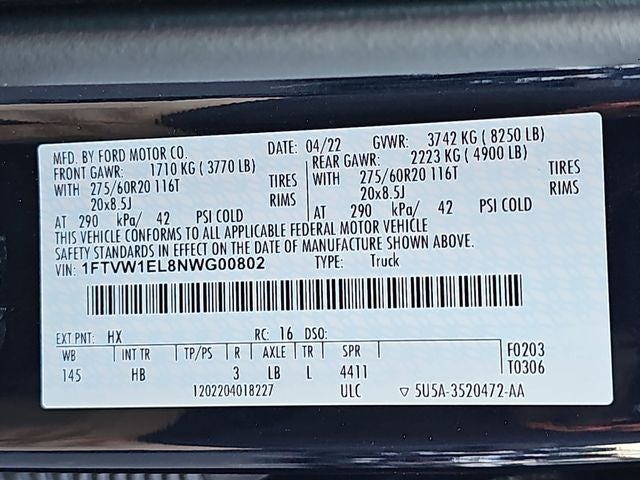 MFD. BY FORD MOTOR CO. DATE: 04/22 GVWR: 3742 KG ( 8250 LB)
FRONT GAWR: 1710 KG ( 3770 LB) REAR GAWR: 2223 KG ( 4900 LB)
WITH 275/60R20 116T TIRES WITH 275/60R20 116T TIRES
20x8.5J RIMS 20x8.5J RIMS
AT 290 kPa/ 42 PSI COLD AT 290 kPa/ 42 PSI COLD
THIS VEHICLE CONFORMS TO ALL APPLICABLE FEDERAL MOTOR VEHICLE
SAFETY STANDARDS IN EFFECT ON THE DATE OF MANUFACTURE SHOWN ABOVE.
VIN: 1FTVW1EL8NWG00802 TYPE: Truck
EXT PNT: HX RC: 16 DSO:
WB INT TR TP/PS R AXLE TR SPR F0203
145 HB 3 LB L 4411 T0306
1202204018227 ULC ▽ 5U5A-3520472-AA